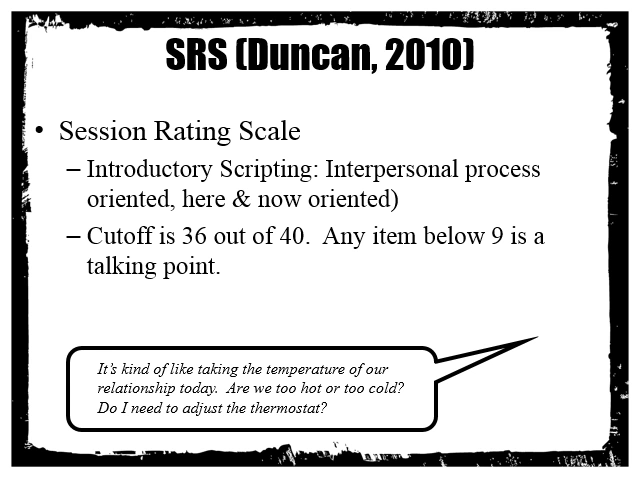 SRS (Duncan, 2010)
• Session Rating Scale
– Introductory Scripting: Interpersonal process
oriented, here & now oriented)
– Cutoff is 36 out of 40.  Any item below 9 is a
talking point.
It’s kind of like taking the temperature of our
relationship today.  Are we too hot or too cold?
Do I need to adjust the thermostat?